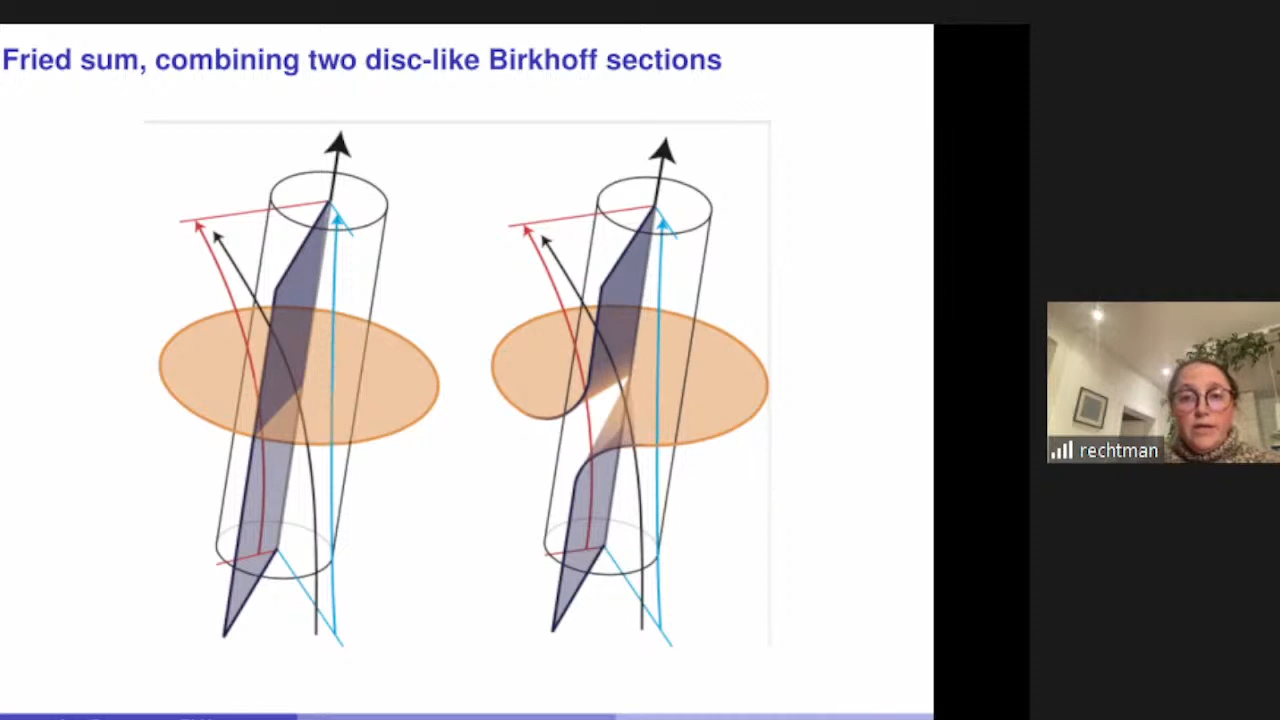 Fried sum, combining two disc-like Birkhoff sections
rechtman